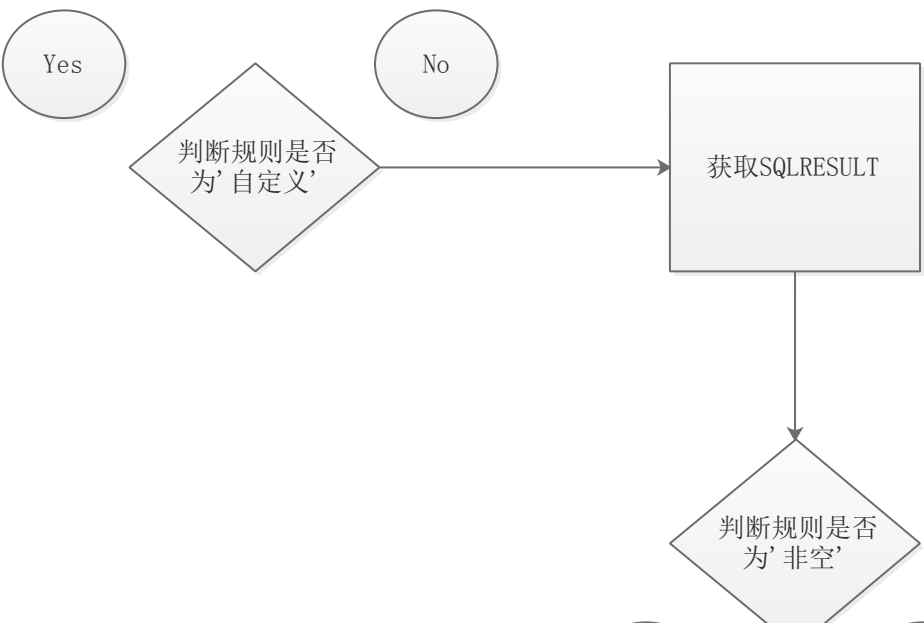 Yes
No
判断规则是否
为'自定义'
获取SQLRESULT
判断规则是否
为'非空'